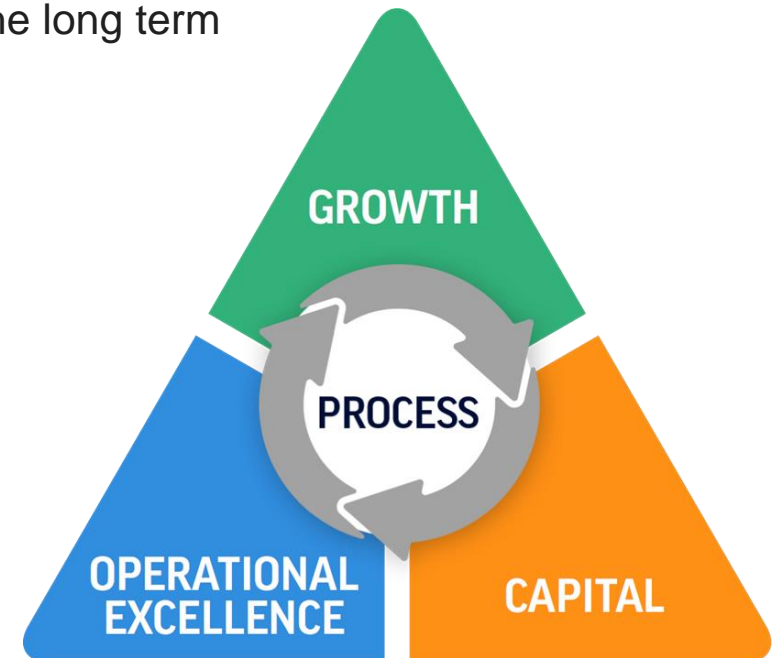 he long term
GROWTH
PROCESS
OPERATIONAL
EXCELLENCE
CAPITAL